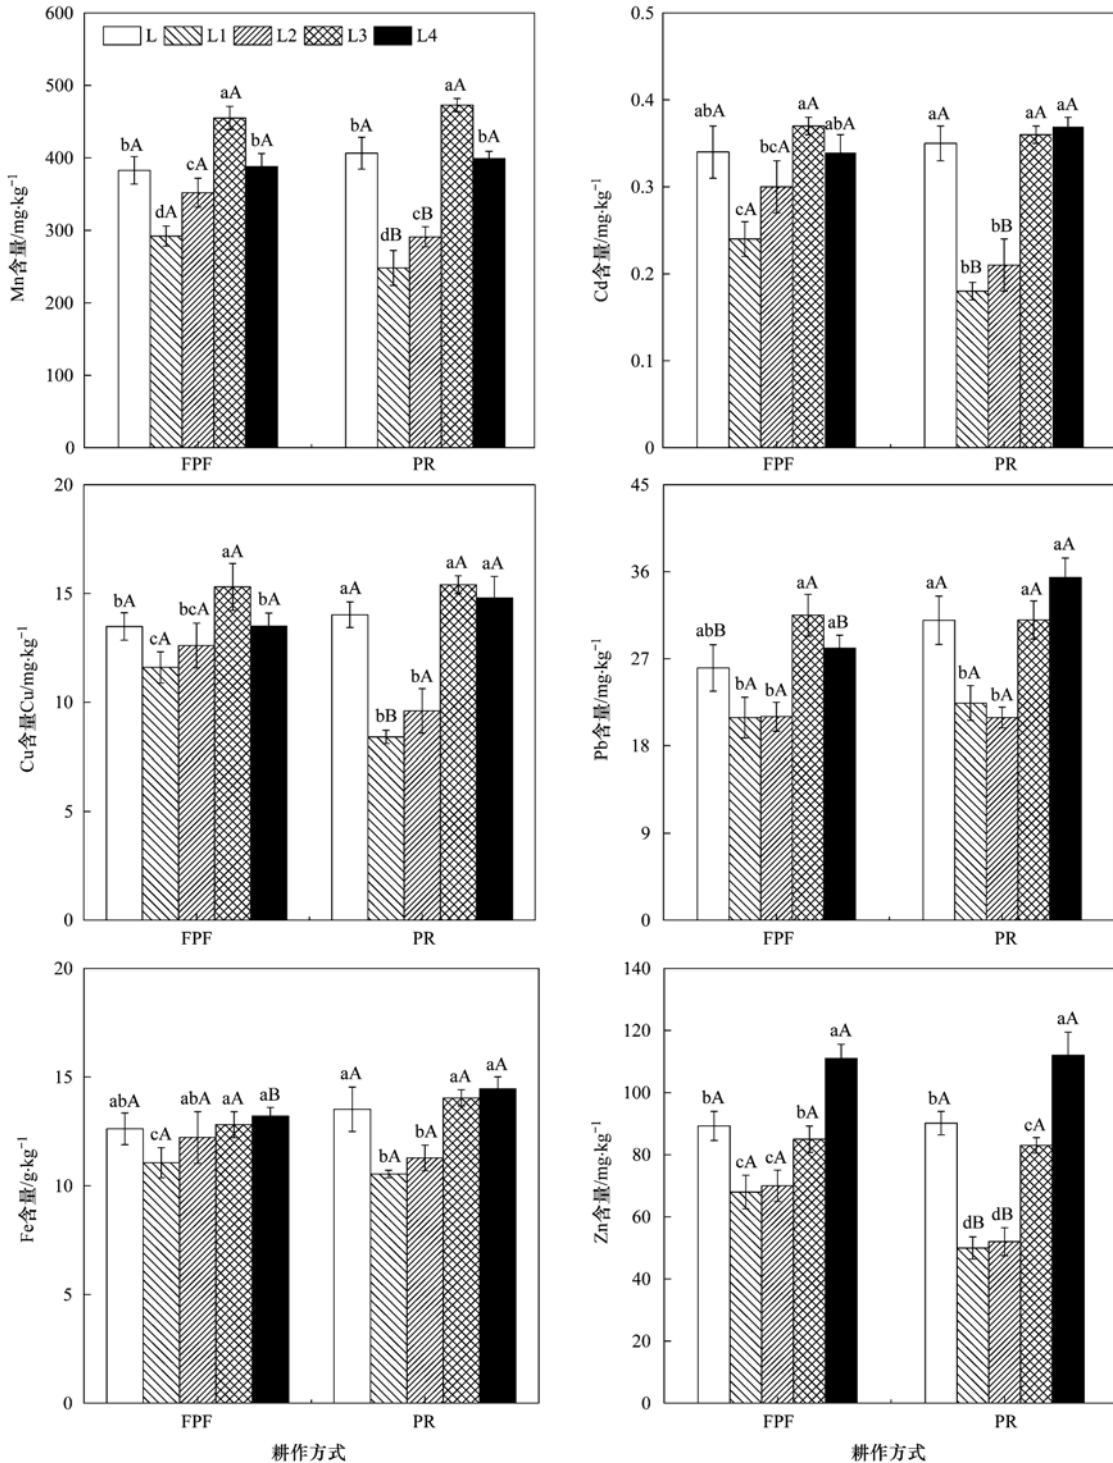 600
500
400
300
200
100
0
Mn含量/mg·kg⁻¹
L L1 L2 L3 L4
bA dA cA aA bA
bA dB cB aA bA
FPF PR
0.5
0.4
0.3
0.2
0.1
0
Cd含量/mg·kg⁻¹
abA cA bcA aA abA
aA bB bB aA aA
FPF PR
20
15
10
5
0
Cu含量Cu/mg·kg⁻¹
bA cA bcA aA bA
aA bB bA aA aA
FPF PR
45
36
27
18
9
0
Pb含量/mg·kg⁻¹
abB bA bA aA aB
aA bA bA aA aA
FPF PR
20
15
10
5
0
Fe含量/g·kg⁻¹
abA cA abA aA aB
aA bA bA aA aA
FPF PR
耕作方式
140
120
100
80
60
40
20
0
Zn含量/mg·kg⁻¹
bA cA cA bA aA
bA dB dB cA aA
FPF PR
耕作方式